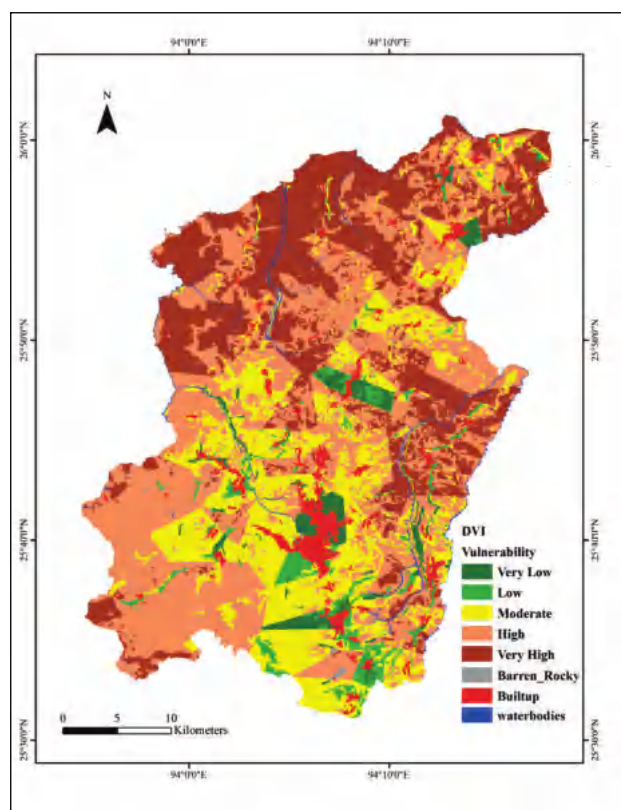 94°0'0"E 94°10'0"E
N
26°0'0"N 26°0'0"N
25°50'0"N 25°50'0"N
25°40'0"N 25°40'0"N
DVI
Vulnerability
Very Low
Low
Moderate
High
Very High
Barren_Rocky
Builtup
waterbodies
0 5 10
Kilometers
25°30'0"N 25°30'0"N
94°0'0"E 94°10'0"E